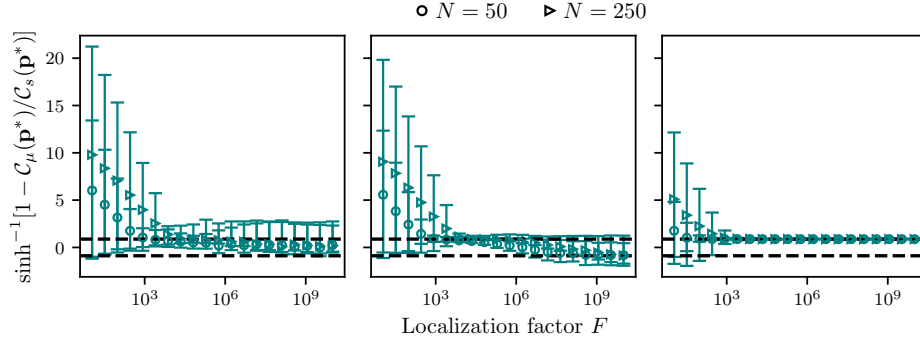 N = 50 N = 250
sinh⁻¹[1 − 𝒞_μ(p*)/𝒞_s(p*)]
20
15
10
5
0
10³ 10⁶ 10⁹ 10³ 10⁶ 10⁹ 10³ 10⁶ 10⁹
Localization factor F